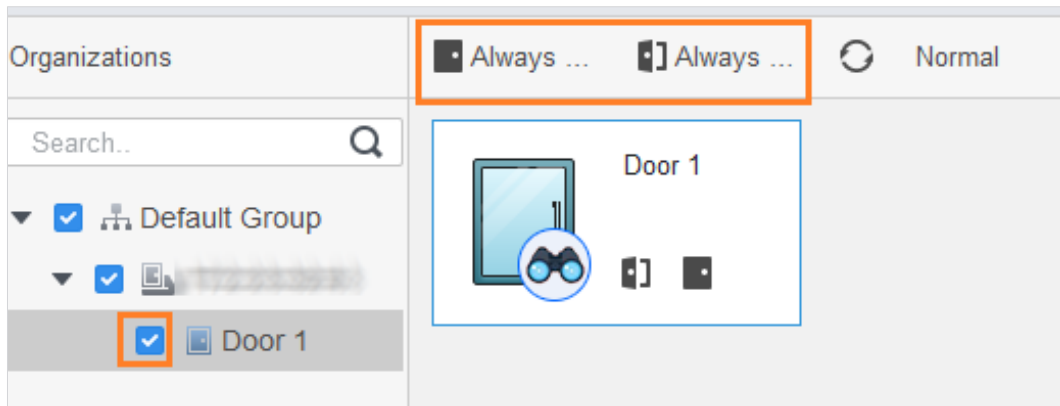 Organizations
Always ... Always ... Normal
Search..
Default Group
Door 1
Door 1